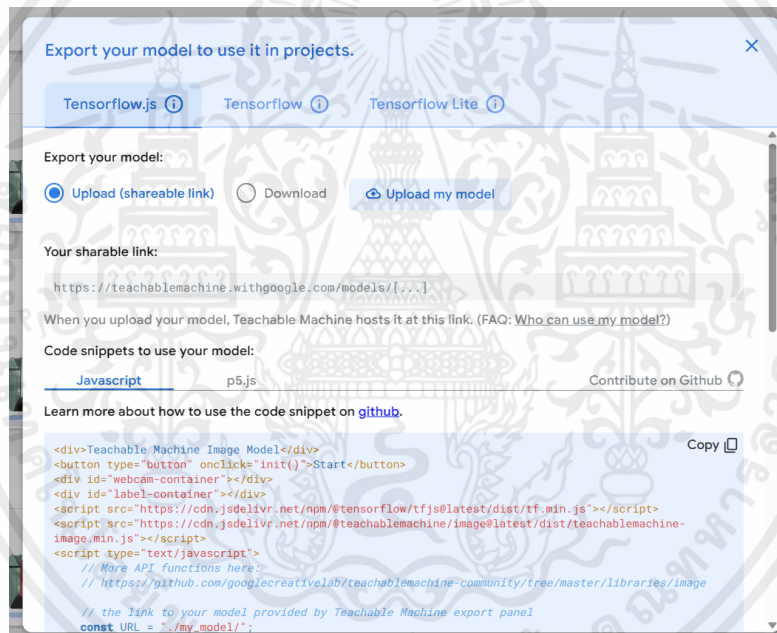 Export your model to use it in projects.
Tensorflow.js Tensorflow Tensorflow Lite
Export your model:
Upload (shareable link) Download Upload my model
Your sharable link:
https://teachablemachine.withgoogle.com/models/[...]
When you upload your model, Teachable Machine hosts it at this link. (FAQ: Who can use my model?)
Code snippets to use your model:
Javascript p5.js Contribute on Github
Learn more about how to use the code snippet on github.
Copy
<div>Teachable Machine Image Model</div>
<button type="button" onclick="init()">Start</button>
<div id="webcam-container"></div>
<div id="label-container"></div>
<script src="https://cdn.jsdelivr.net/npm/@tensorflow/tfjs@latest/dist/tf.min.js"></script>
<script src="https://cdn.jsdelivr.net/npm/@teachablemachine/image@latest/dist/teachablemachine-
image.min.js"></script>
<script type="text/javascript">
// More API functions here:
// https://github.com/googlecreativelab/teachablemachine-community/tree/master/libraries/image
// the link to your model provided by Teachable Machine export panel
const URL = "./my_model/";